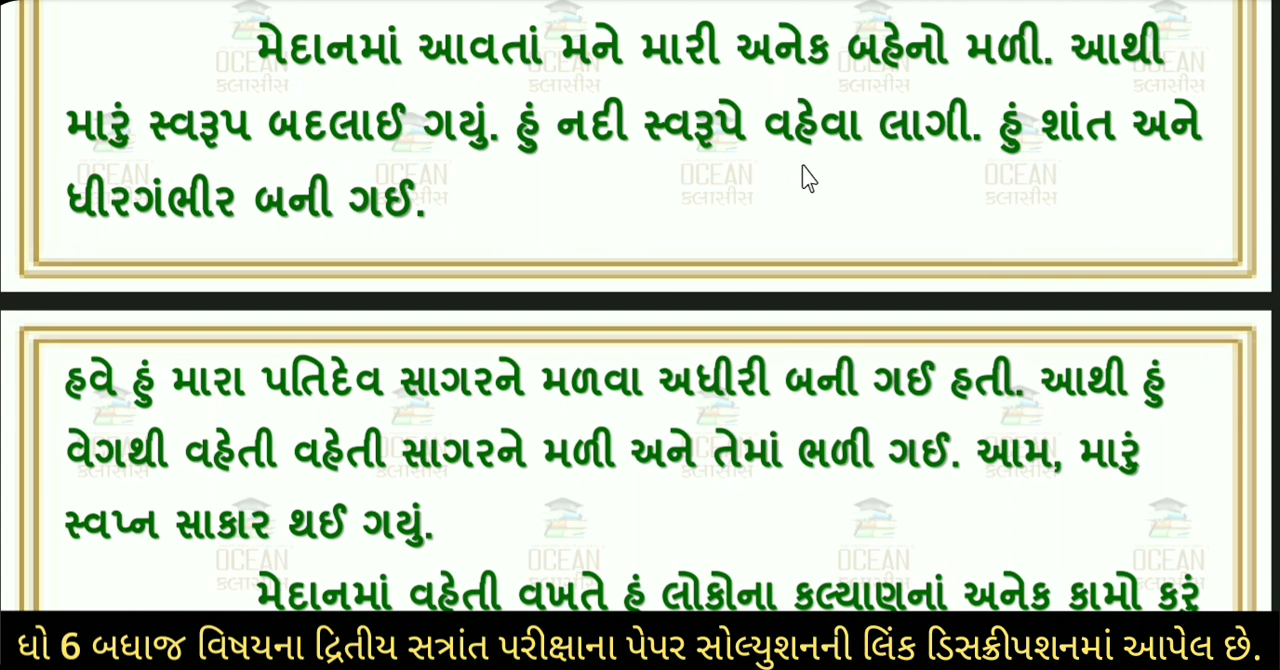 મેદાનમાં આવતાં મને મારી અનેક બહેનો મળી. આથી
મારું સ્વરૂપ બદલાઈ ગયું. હું નદી સ્વરૂપે વહેવા લાગી. હું શાંત અને
ધીરગંભીર બની ગઈ.
હવે હું મારા પતિદેવ સાગરને મળવા અધીરી બની ગઈ હતી. આથી હું
વેગથી વહેતી વહેતી સાગરને મળી અને તેમાં ભળી ગઈ. આમ, મારું
સ્વપ્ન સાકાર થઈ ગયું.
મેદાનમાં વહેતી વખતે હું લોકોના કલ્યાણનાં અનેક કામો કરું
ધો 6 બધાજ વિષયના દ્રિતીય સત્રાંત પરીક્ષાના પેપર સોલ્યુશનની લિંક ડિસક્રીપશનમાં આપેલ છે.
OCEAN
કલાસીસ